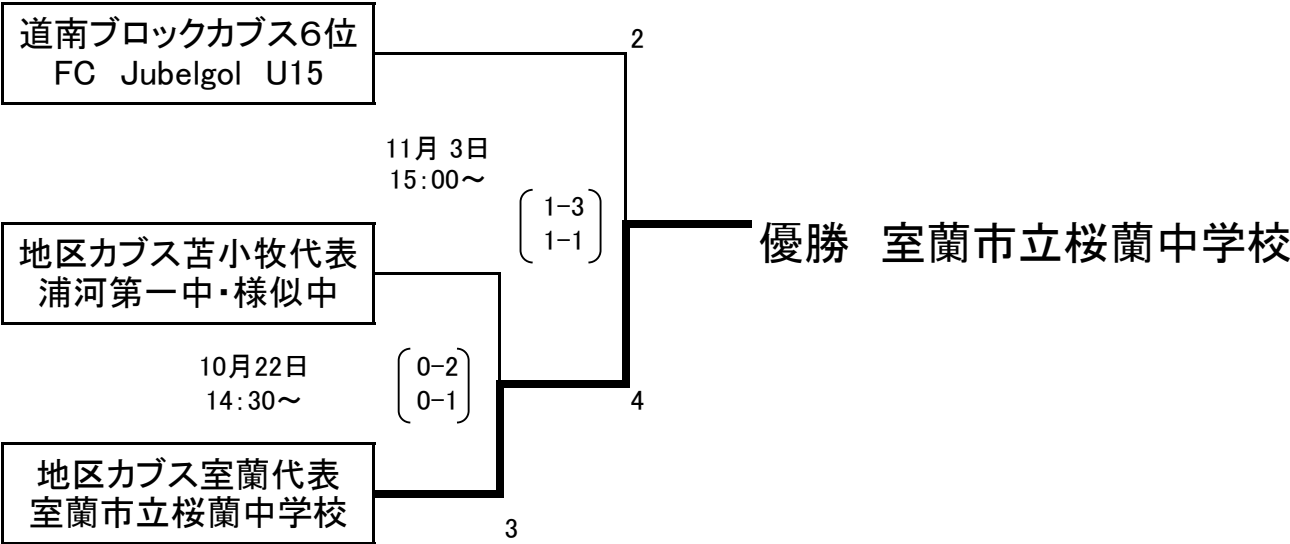 道南ブロックカブス6位
FC Jubelgol U15
2
11月 3日
15:00～
1-3
1-1
優勝 室蘭市立桜蘭中学校
地区カブス苫小牧代表
浦河第一中・様似中
10月22日
14:30～
0-2
0-1
4
地区カブス室蘭代表
室蘭市立桜蘭中学校
3